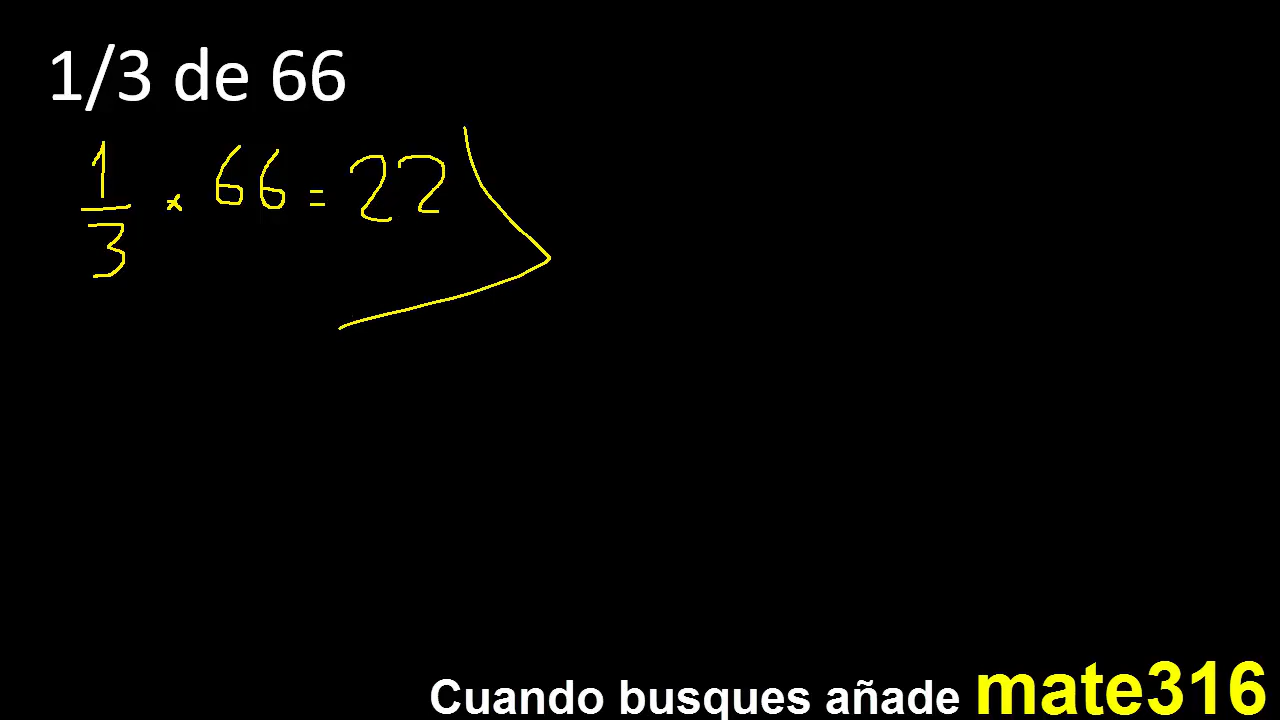 1/3 de 66
1/3 × 66 = 22
Cuando busques añade mate316